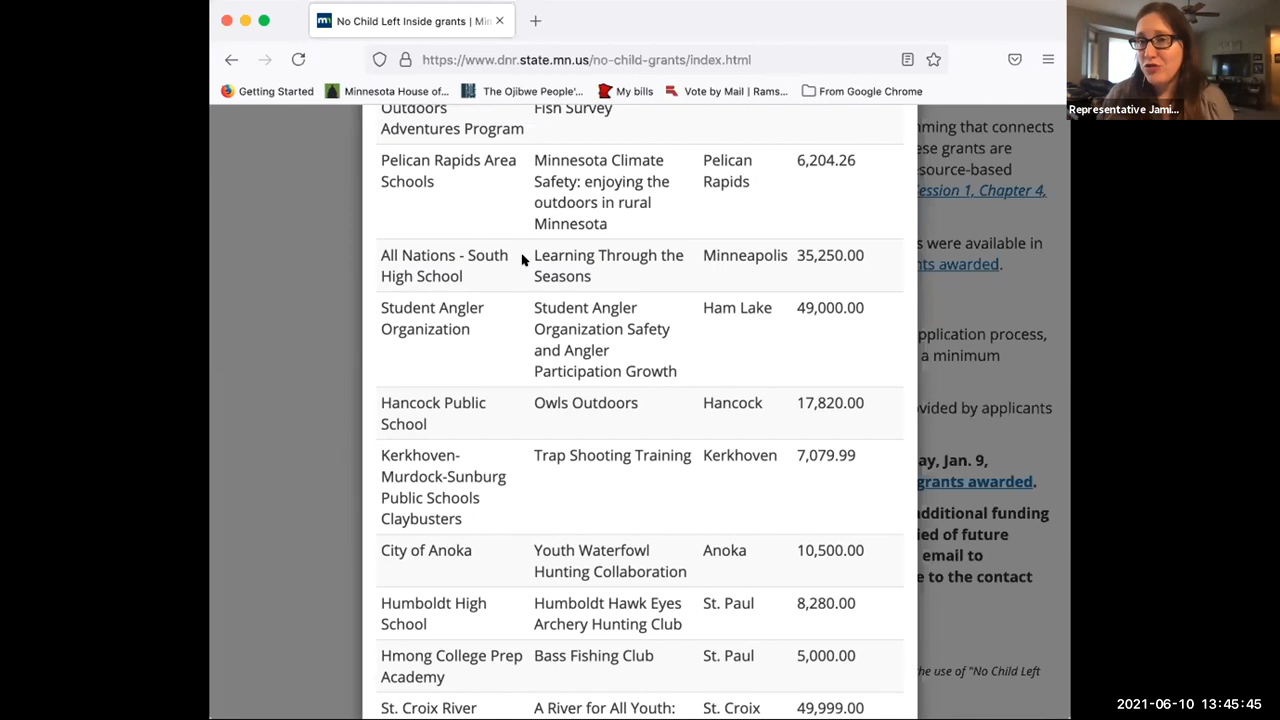 No Child Left Inside grants | Min
https://www.dnr.state.mn.us/no-child-grants/index.html
Getting Started
Minnesota House of...
The Ojibwe People'...
My bills
Vote by Mail | Rams...
From Google Chrome
Representative Jami...
Outdoors
Adventures Program
Fish Survey
Pelican Rapids Area
Schools
Minnesota Climate
Safety: enjoying the
outdoors in rural
Minnesota
Pelican
Rapids
6,204.26
All Nations - South
High School
Learning Through the
Seasons
Minneapolis
35,250.00
Student Angler
Organization
Student Angler
Organization Safety
and Angler
Participation Growth
Ham Lake
49,000.00
Hancock Public
School
Owls Outdoors
Hancock
17,820.00
Kerkhoven-
Murdock-Sunburg
Public Schools
Claybusters
Trap Shooting Training
Kerkhoven
7,079.99
City of Anoka
Youth Waterfowl
Hunting Collaboration
Anoka
10,500.00
Humboldt High
School
Humboldt Hawk Eyes
Archery Hunting Club
St. Paul
8,280.00
Hmong College Prep
Academy
Bass Fishing Club
St. Paul
5,000.00
St. Croix River
A River for All Youth:
St. Croix
49,999.00
ming that connects
ese grants are
source-based
ession 1, Chapter 4,
s were available in
nts awarded.
pplication process,
a minimum
vided by applicants
ay, Jan. 9,
grants awarded.
dditional funding
ied of future
email to
e to the contact
he use of "No Child Left
2021-06-10 13:45:45